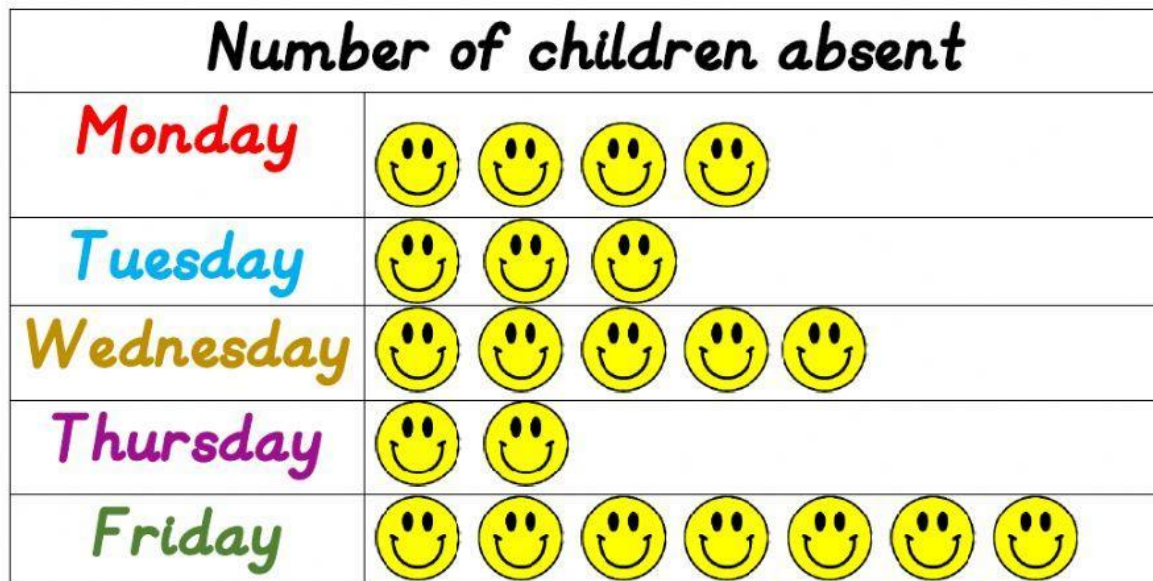 Number of children absent
Monday
Tuesday
Wednesday
Thursday
Friday